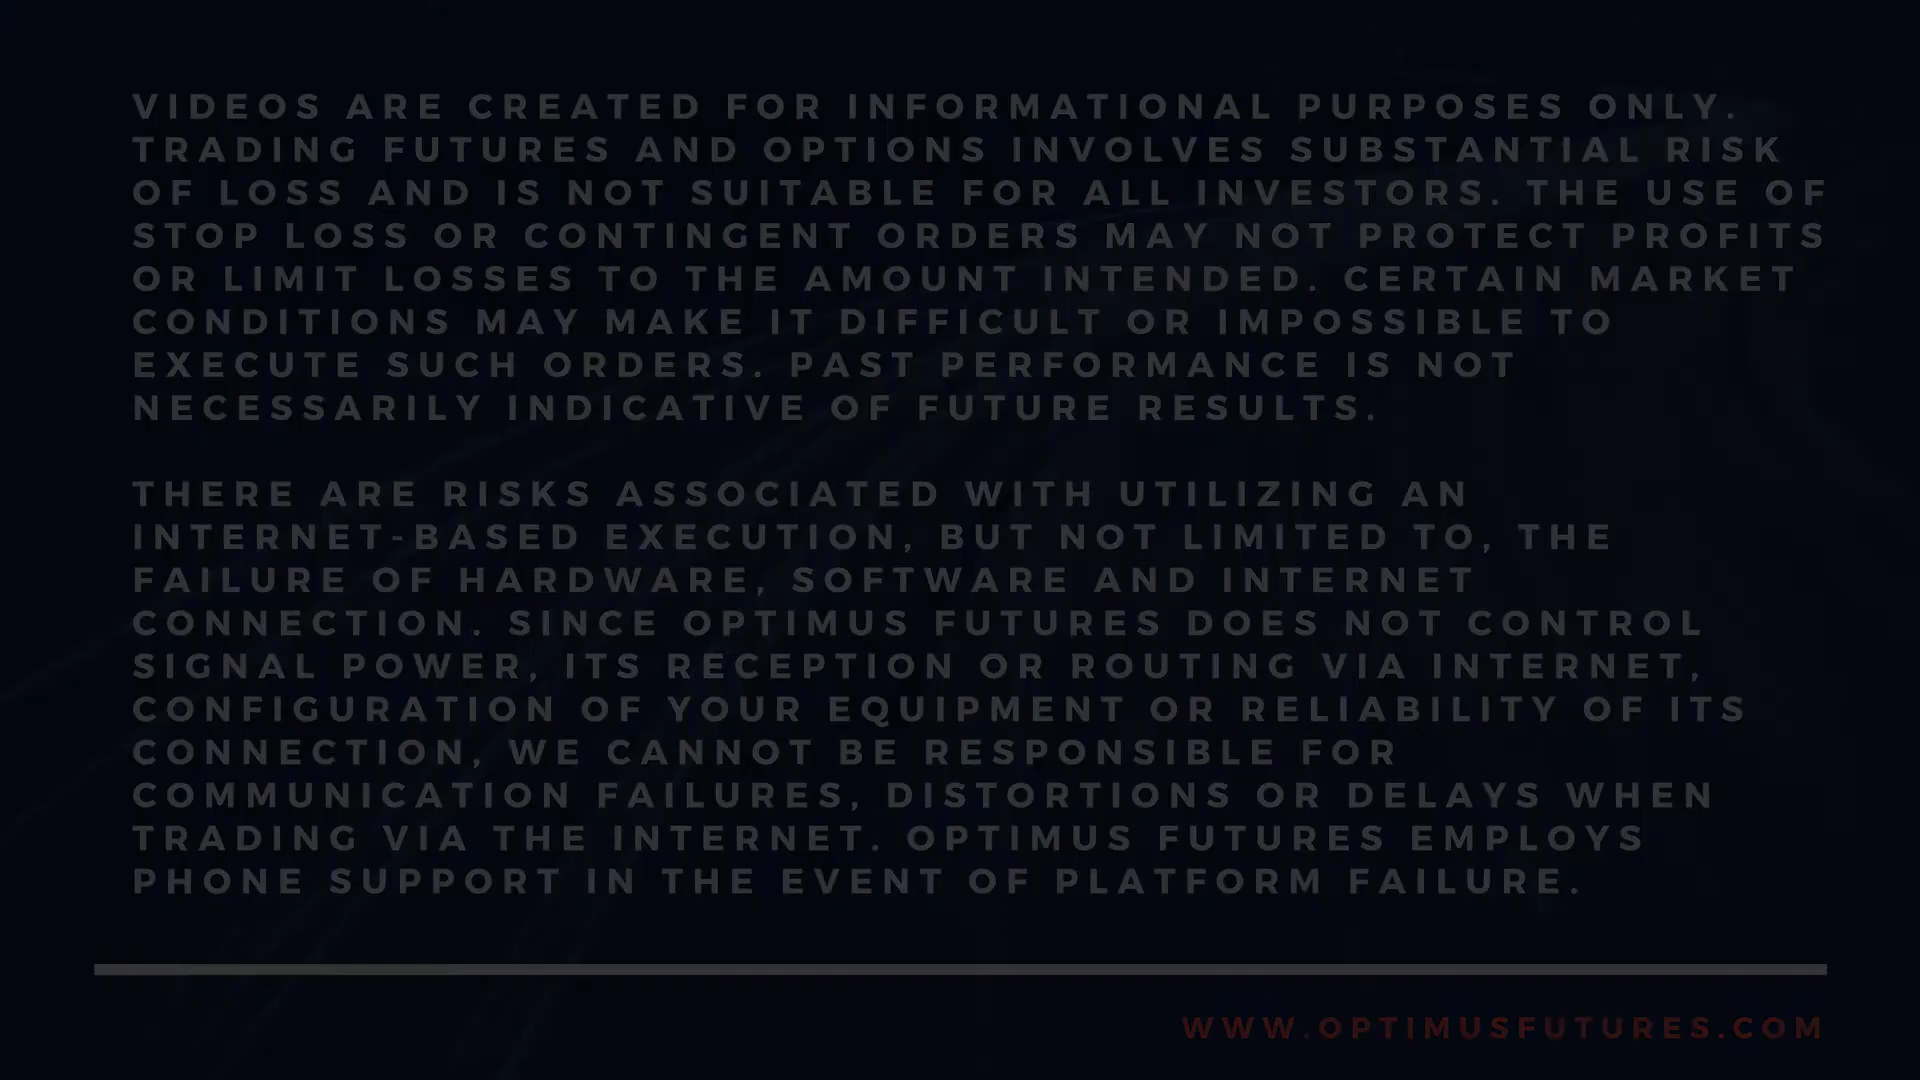 VIDEOS ARE CREATED FOR INFORMATIONAL PURPOSES ONLY.
TRADING FUTURES AND OPTIONS INVOLVES SUBSTANTIAL RISK
OF LOSS AND IS NOT SUITABLE FOR ALL INVESTORS. THE USE OF
STOP LOSS OR CONTINGENT ORDERS MAY NOT PROTECT PROFITS
OR LIMIT LOSSES TO THE AMOUNT INTENDED. CERTAIN MARKET
CONDITIONS MAY MAKE IT DIFFICULT OR IMPOSSIBLE TO
EXECUTE SUCH ORDERS. PAST PERFORMANCE IS NOT
NECESSARILY INDICATIVE OF FUTURE RESULTS.
THERE ARE RISKS ASSOCIATED WITH UTILIZING AN
INTERNET-BASED EXECUTION, BUT NOT LIMITED TO, THE
FAILURE OF HARDWARE, SOFTWARE AND INTERNET
CONNECTION. SINCE OPTIMUS FUTURES DOES NOT CONTROL
SIGNAL POWER, ITS RECEPTION OR ROUTING VIA INTERNET,
CONFIGURATION OF YOUR EQUIPMENT OR RELIABILITY OF ITS
CONNECTION, WE CANNOT BE RESPONSIBLE FOR
COMMUNICATION FAILURES, DISTORTIONS OR DELAYS WHEN
TRADING VIA THE INTERNET. OPTIMUS FUTURES EMPLOYS
PHONE SUPPORT IN THE EVENT OF PLATFORM FAILURE.
WWW.OPTIMUSFUTURES.COM